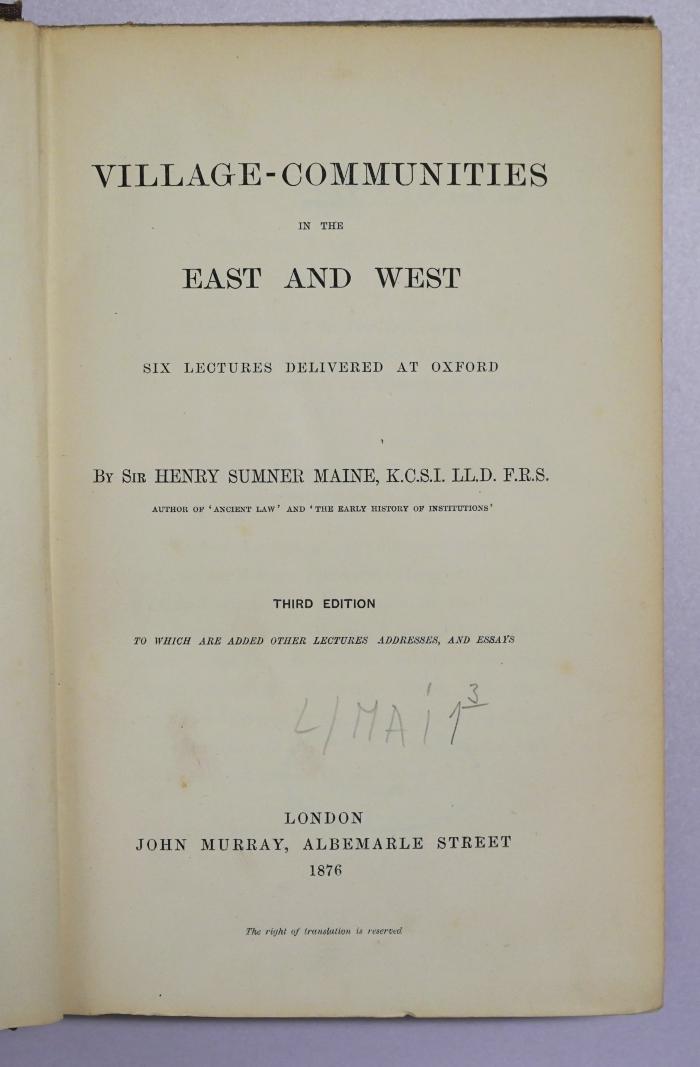 VILLAGE-COMMUNITIES
IN THE
EAST AND WEST
SIX LECTURES DELIVERED AT OXFORD
BY SIR HENRY SUMNER MAINE, K.C.S.I. LL.D. F.R.S.
AUTHOR OF 'ANCIENT LAW' AND 'THE EARLY HISTORY OF INSTITUTIONS'
THIRD EDITION
TO WHICH ARE ADDED OTHER LECTURES ADDRESSES, AND ESSAYS
L/MAI 1³
LONDON
JOHN MURRAY, ALBEMARLE STREET
1876
The right of translation is reserved